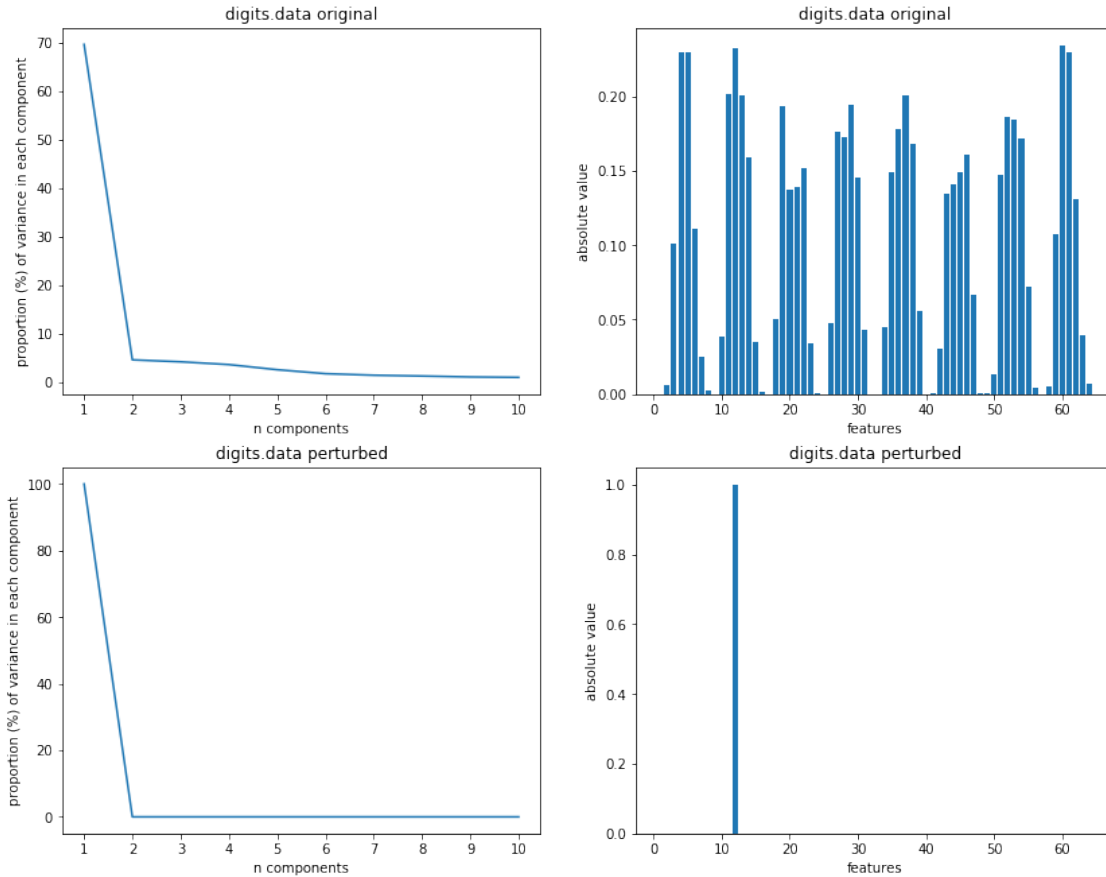 digits.data original
proportion (%) of variance in each component
70
60
50
40
30
20
10
0
1 2 3 4 5 6 7 8 9 10
n components
digits.data original
absolute value
0.20
0.15
0.10
0.05
0.00
0 10 20 30 40 50 60
features
digits.data perturbed
proportion (%) of variance in each component
100
80
60
40
20
0
1 2 3 4 5 6 7 8 9 10
n components
digits.data perturbed
absolute value
1.0
0.8
0.6
0.4
0.2
0.0
0 10 20 30 40 50 60
features